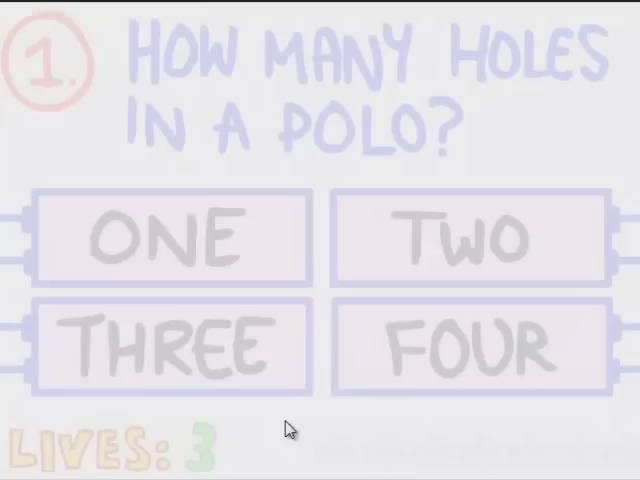 1. HOW MANY HOLES
IN A POLO?
ONE TWO
THREE FOUR
LIVES: 3